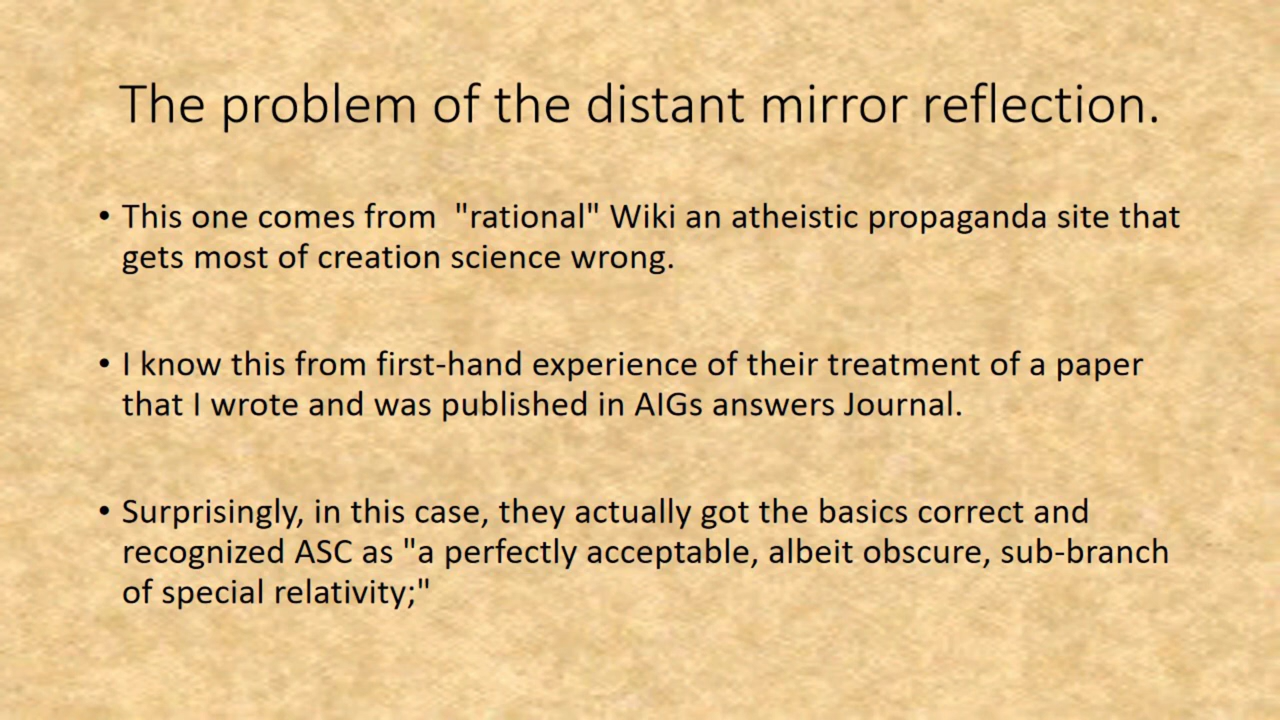 The problem of the distant mirror reflection.
• This one comes from  "rational" Wiki an atheistic propaganda site that
gets most of creation science wrong.
• I know this from first-hand experience of their treatment of a paper
that I wrote and was published in AIGs answers Journal.
• Surprisingly, in this case, they actually got the basics correct and
recognized ASC as "a perfectly acceptable, albeit obscure, sub-branch
of special relativity;"